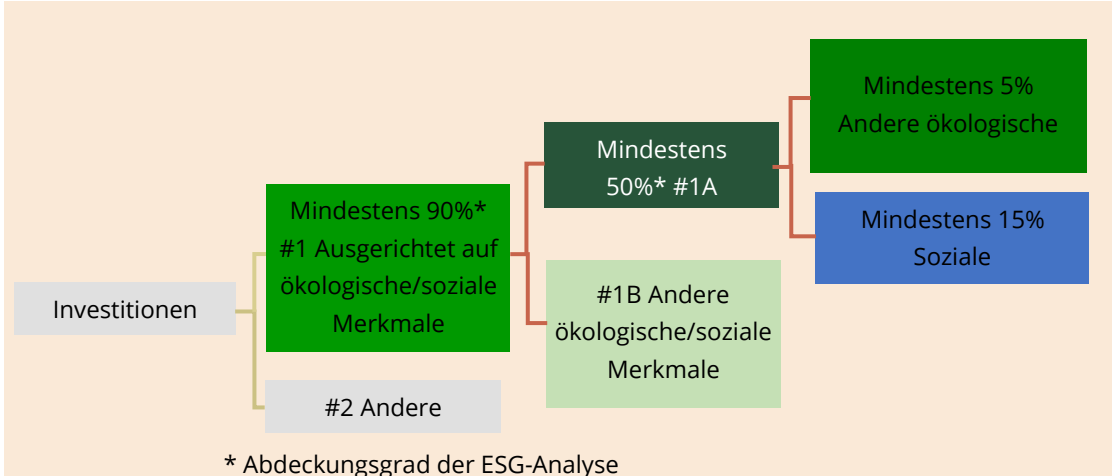 Investitionen
Mindestens 90%*
#1 Ausgerichtet auf
ökologische/soziale
Merkmale
#2 Andere
Mindestens
50%* #1A
#1B Andere
ökologische/soziale
Merkmale
Mindestens 5%
Andere ökologische
Mindestens 15%
Soziale
* Abdeckungsgrad der ESG-Analyse